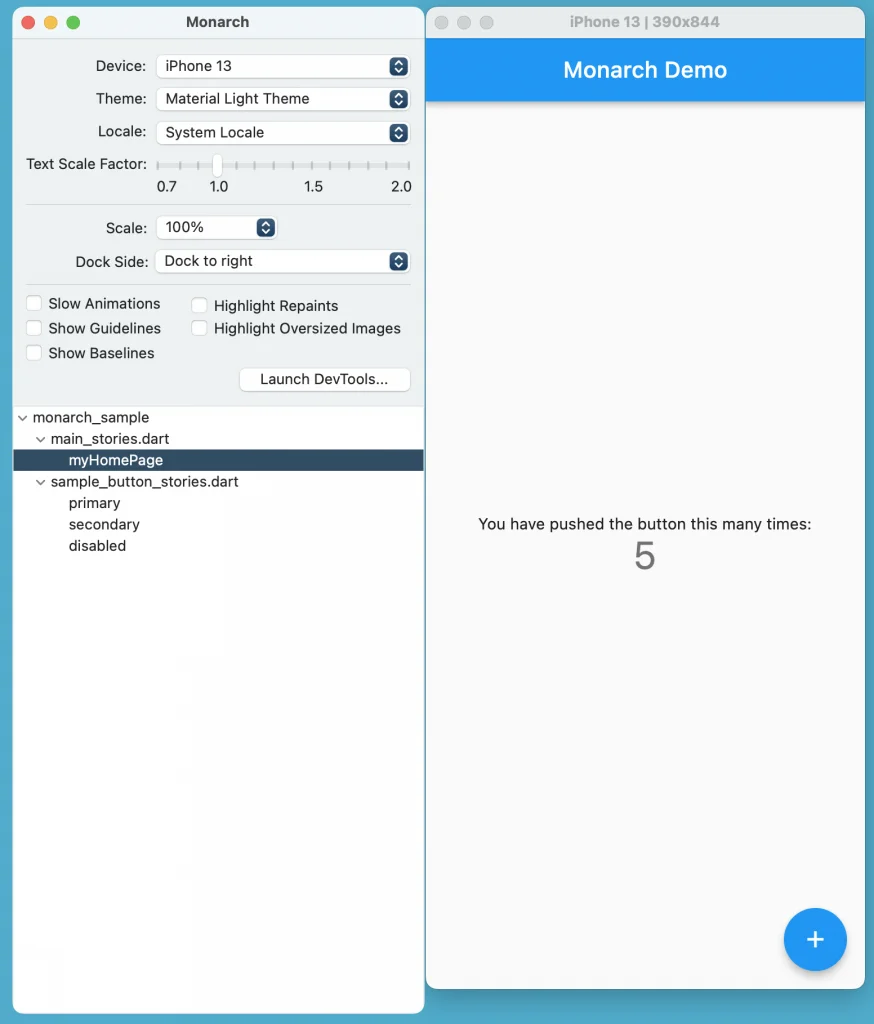 Monarch
Device: iPhone 13
Theme: Material Light Theme
Locale: System Locale
Text Scale Factor:
0.7 1.0 1.5 2.0
Scale: 100%
Dock Side: Dock to right
Slow Animations Highlight Repaints
Show Guidelines Highlight Oversized Images
Show Baselines
Launch DevTools...
monarch_sample
main_stories.dart
myHomePage
sample_button_stories.dart
primary
secondary
disabled
iPhone 13 | 390x844
Monarch Demo
You have pushed the button this many times:
5
+